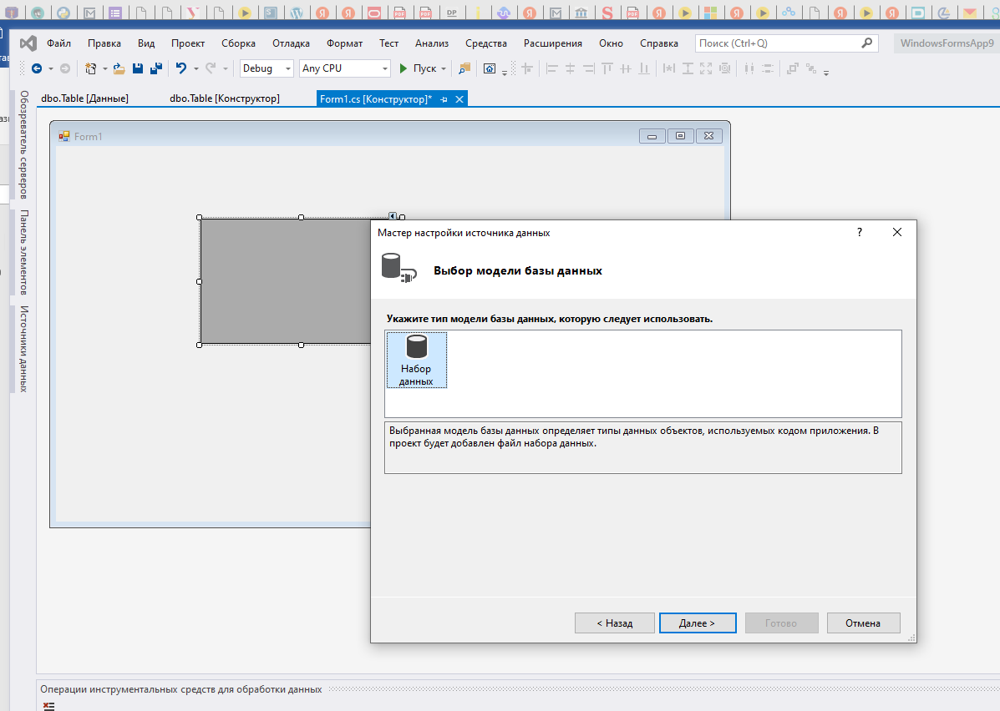 Файл Правка Вид Проект Сборка Отладка Формат Тест Анализ Средства Расширения Окно Справка Поиск (Ctrl+Q) WindowsFormsApp9
Debug Any CPU Пуск
dbo.Table [Данные] dbo.Table [Конструктор] Form1.cs [Конструктор]*
Обозреватель серверов
Панель элементов
Источники данных
Form1
Мастер настройки источника данных ?
Выбор модели базы данных
Укажите тип модели базы данных, которую следует использовать.
Набор
данных
Выбранная модель базы данных определяет типы данных объектов, используемых кодом приложения. В
проект будет добавлен файл набора данных.
< Назад Далее > Готово Отмена
Операции инструментальных средств для обработки данных